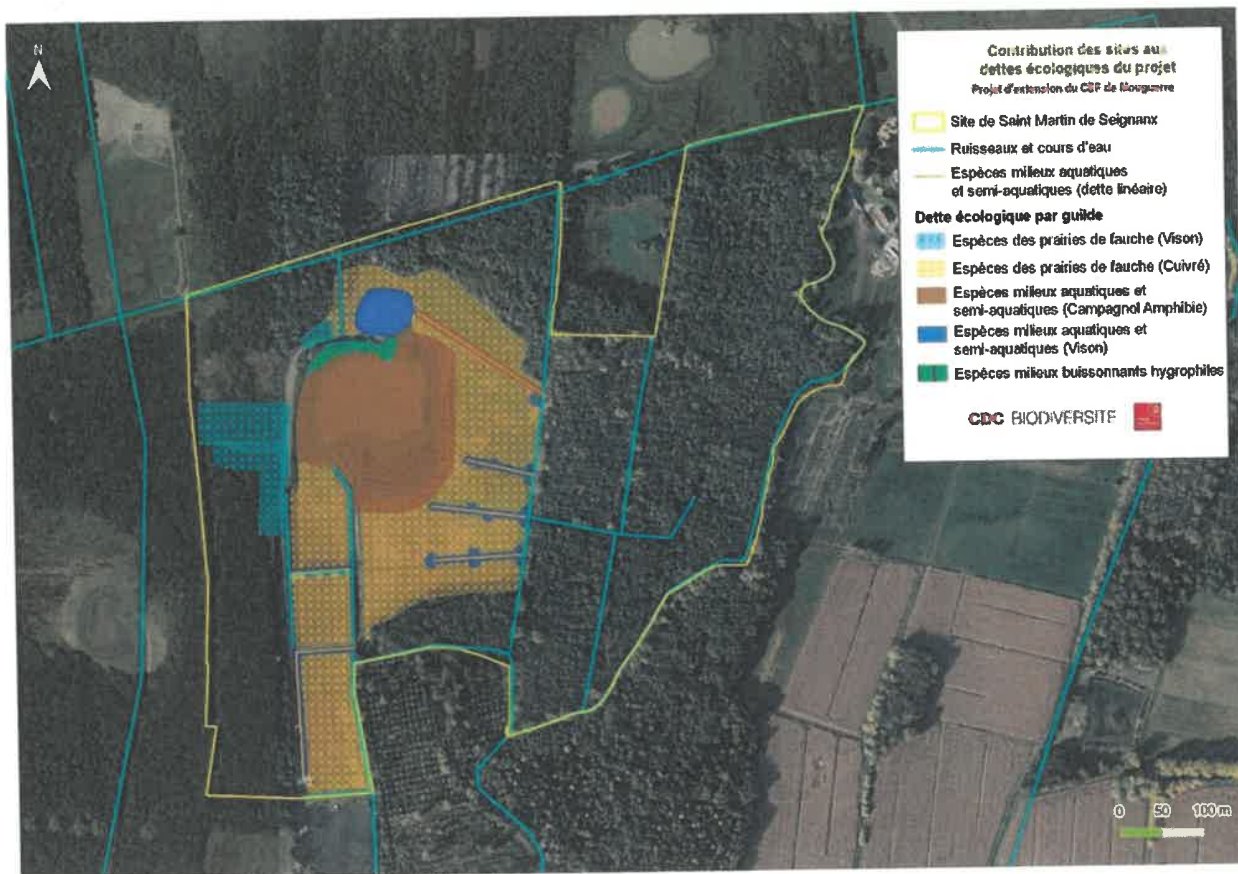 N
Contribution des sites aux
dettes écologiques du projet
Projet d'extension du CEF de Mouguerre
Site de Saint Martin de Seignanx
Ruisseaux et cours d'eau
Espèces milieux aquatiques
et semi-aquatiques (dette linéaire)
Dette écologique par guilde
Espèces des prairies de fauche (Vison)
Espèces des prairies de fauche (Cuivré)
Espèces milieux aquatiques et
semi-aquatiques (Campagnol Amphibie)
Espèces milieux aquatiques et
semi-aquatiques (Vison)
Espèces milieux buissonnants hygrophiles
CDC BIODIVERSITE
0 50 100 m